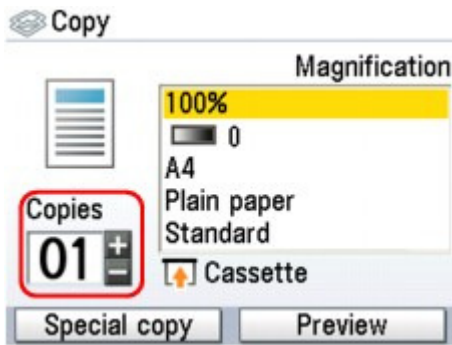 Copy
Magnification
100%
0
A4
Plain paper
Standard
Copies
01 + -
Cassette
Special copy Preview